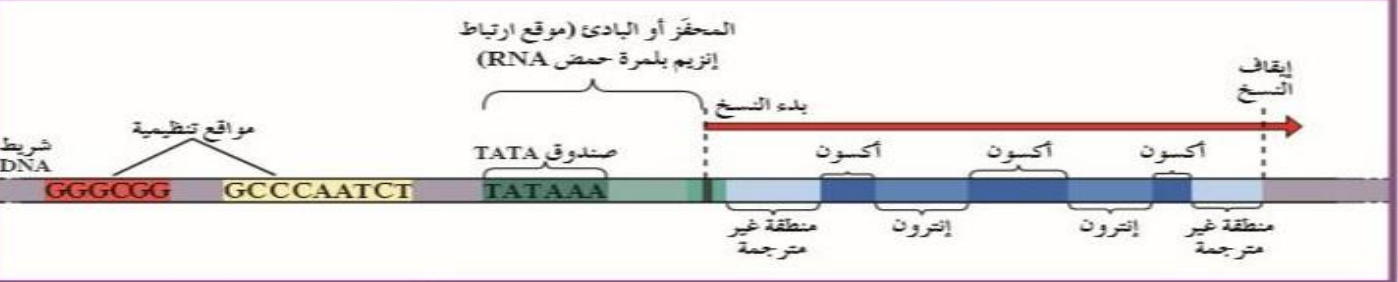 المحفَز أو البادئ (موقع ارتباط
إنزيم بلمرة حمض RNA)
إيقاف
النسخ
بدء النسخ
مواقع تنظيمية
شريط
DNA
صندوق TATA
أكسون
أكسون
أكسون
GGGCGG
GCCCAATCT
TATAAA
منطقة غير
مترجمة
إنترون
إنترون
منطقة غير
مترجمة